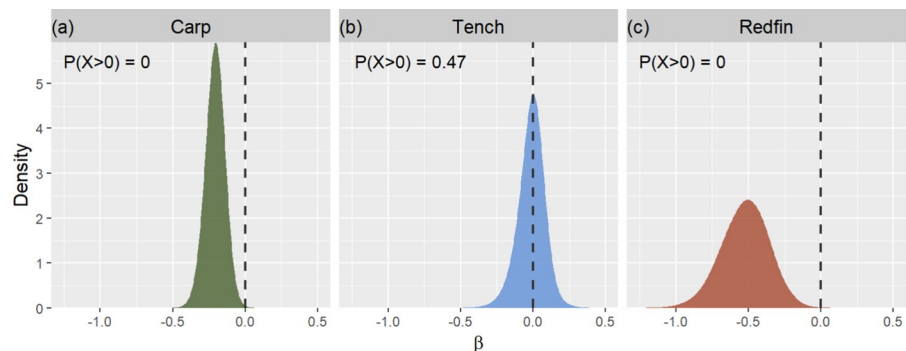 (a) Carp (b) Tench (c) Redfin
P(X>0) = 0 P(X>0) = 0.47 P(X>0) = 0
5
4
3
2
1
0
Density
-1.0 -0.5 0.0 0.5 -1.0 -0.5 0.0 0.5 -1.0 -0.5 0.0 0.5
β